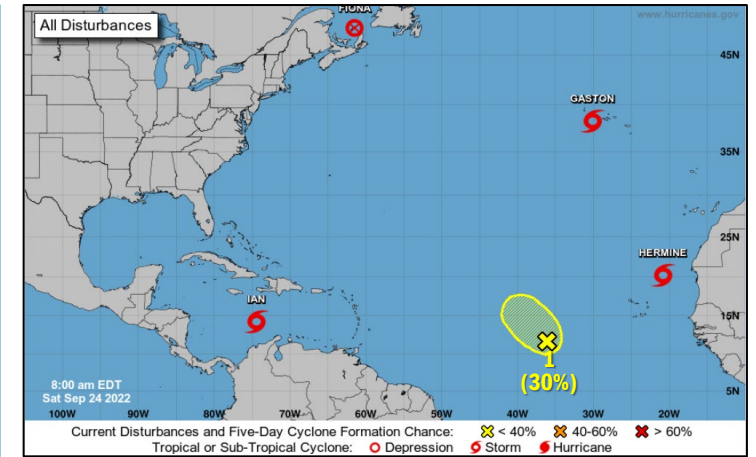 FIONA
All Disturbances
www.hurricanes.gov
45N
GASTON
35N
25N
HERMINE
IAN
15N
1
(30%)
8:00 am EDT
Sat Sep 24 2022
5N
100W 90W 80W 70W 60W 50W 40W 30W 20W
Current Disturbances and Five-Day Cyclone Formation Chance: < 40% 40-60% > 60%
Tropical or Sub-Tropical Cyclone: Depression Storm Hurricane